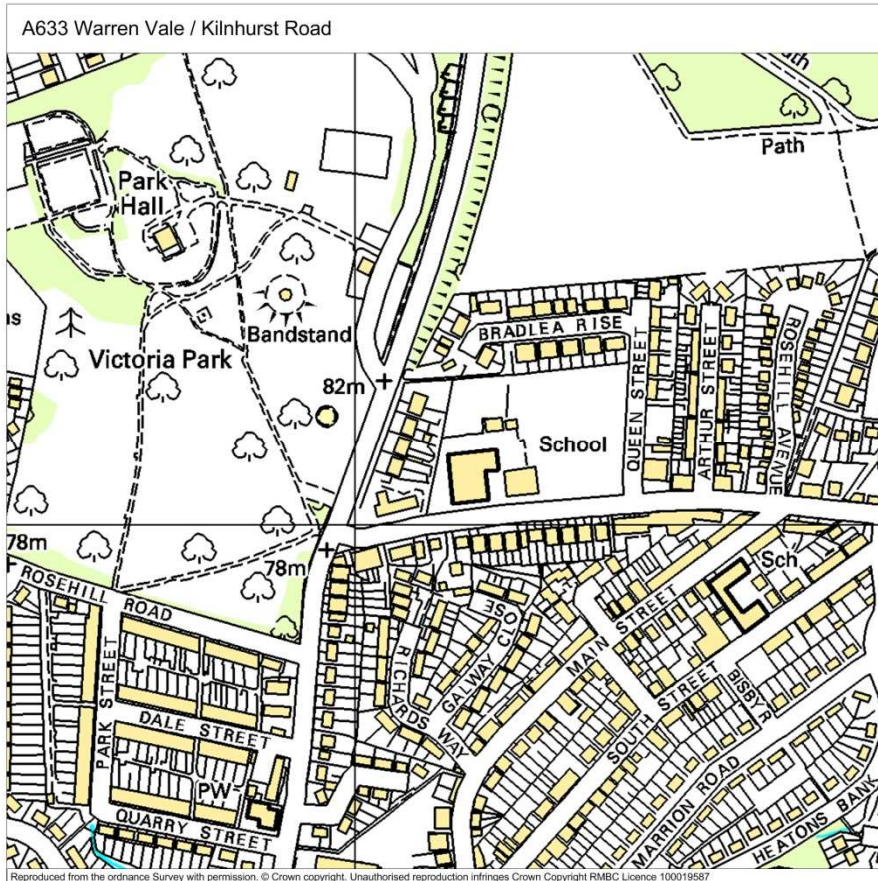 A633 Warren Vale / Kilnhurst Road
Path
Park
Hall
Bandstand
Victoria Park
82m
BRADLEA RISE
QUEEN STREET
ARTHUR STREET
ROSEHILL AVENUE
School
78m
78m
ROSEHILL ROAD
PARK STREET
DALE STREET
PW
QUARRY STREET
RICHARDS WAY
GALWAY CLOSE
MAIN STREET
SOUTH STREET
Sch
BISBY R
MARRION ROAD
HEATONS BANK
Reproduced from the ordnance Survey with permission. © Crown copyright. Unauthorised reproduction infringes Crown Copyright RMBC Licence 100019587